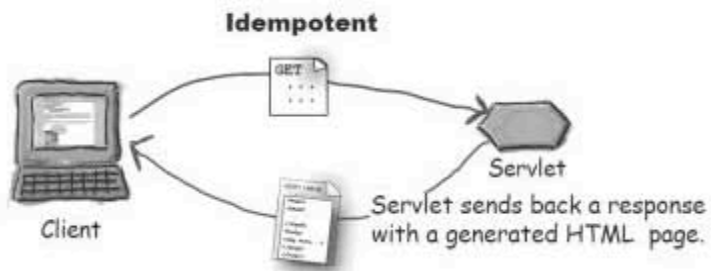 Idempotent
GET
Servlet
Client
Servlet sends back a response
with a generated HTML page.